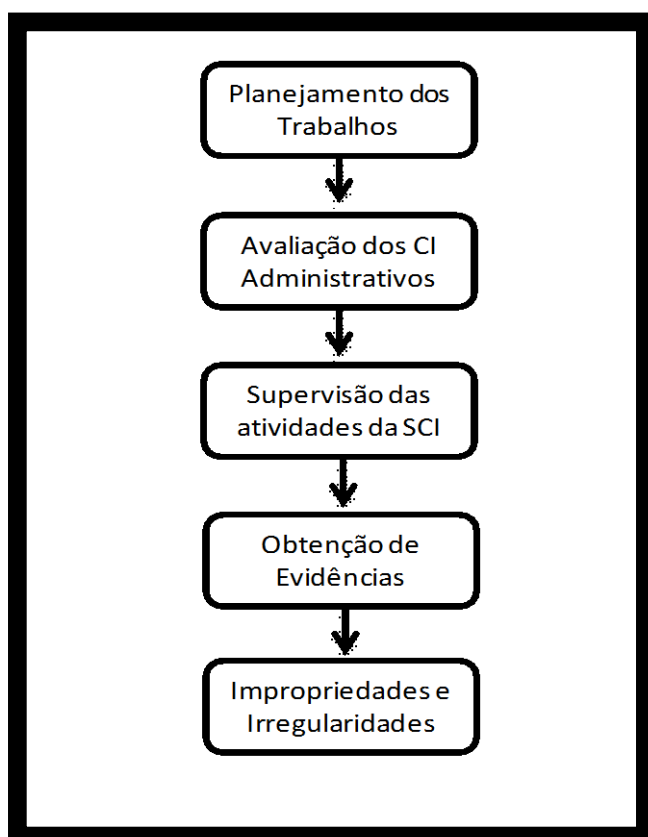 Planejamento dos
Trabalhos
Avaliação dos CI
Administrativos
Supervisão das
atividades da SCI
Obtenção de
Evidências
Impropriedades e
Irregularidades